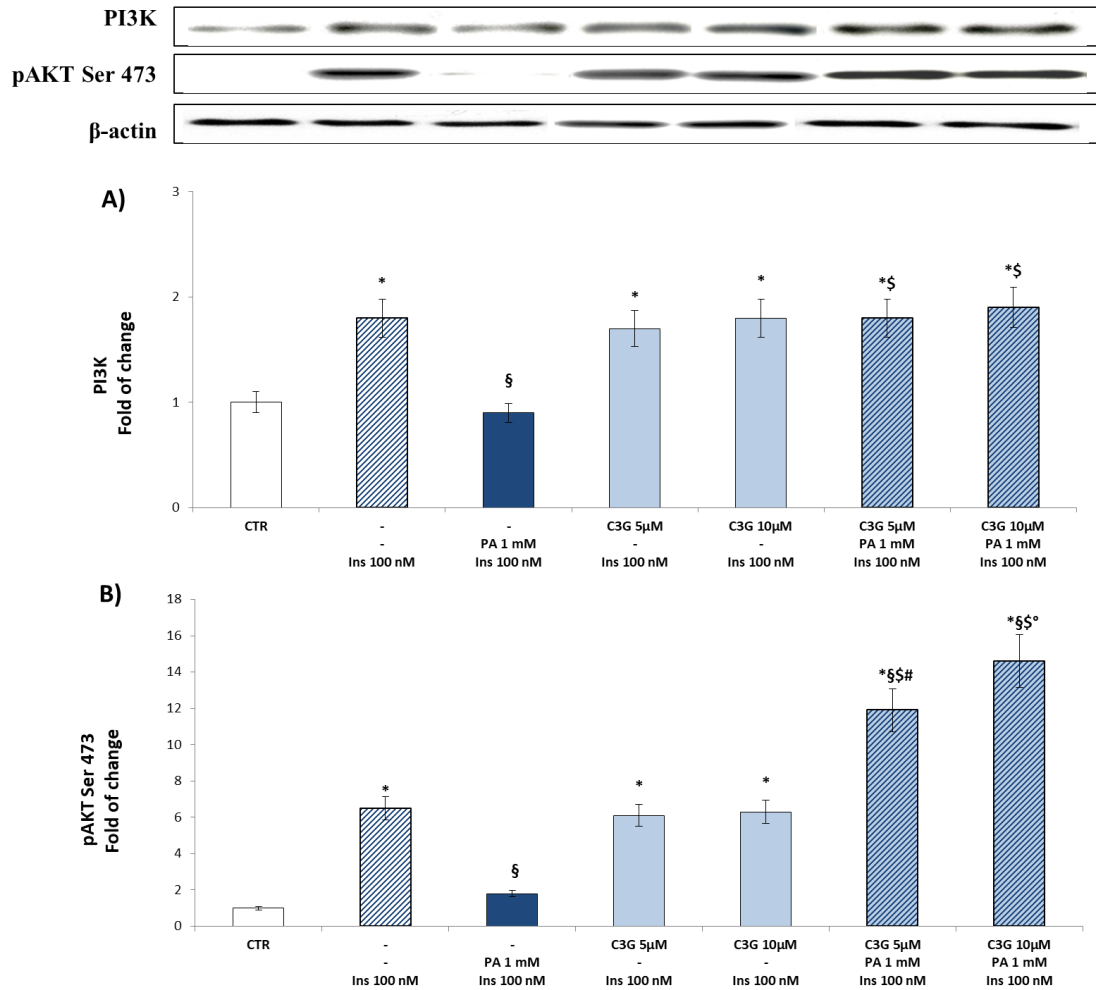 PI3K
pAKT Ser 473
β-actin
A)
3
2
1
0
PI3K
Fold of change
*
§
*
*
*$
*$
CTR - - C3G 5µM C3G 10µM C3G 5µM C3G 10µM
- PA 1 mM - - PA 1 mM PA 1 mM
Ins 100 nM Ins 100 nM Ins 100 nM Ins 100 nM Ins 100 nM Ins 100 nM
B)
18
16
14
12
10
8
6
4
2
0
pAKT Ser 473
Fold of change
*
§
*
*
*§$#
*§$°
CTR - - C3G 5µM C3G 10µM C3G 5µM C3G 10µM
- PA 1 mM - - PA 1 mM PA 1 mM
Ins 100 nM Ins 100 nM Ins 100 nM Ins 100 nM Ins 100 nM Ins 100 nM